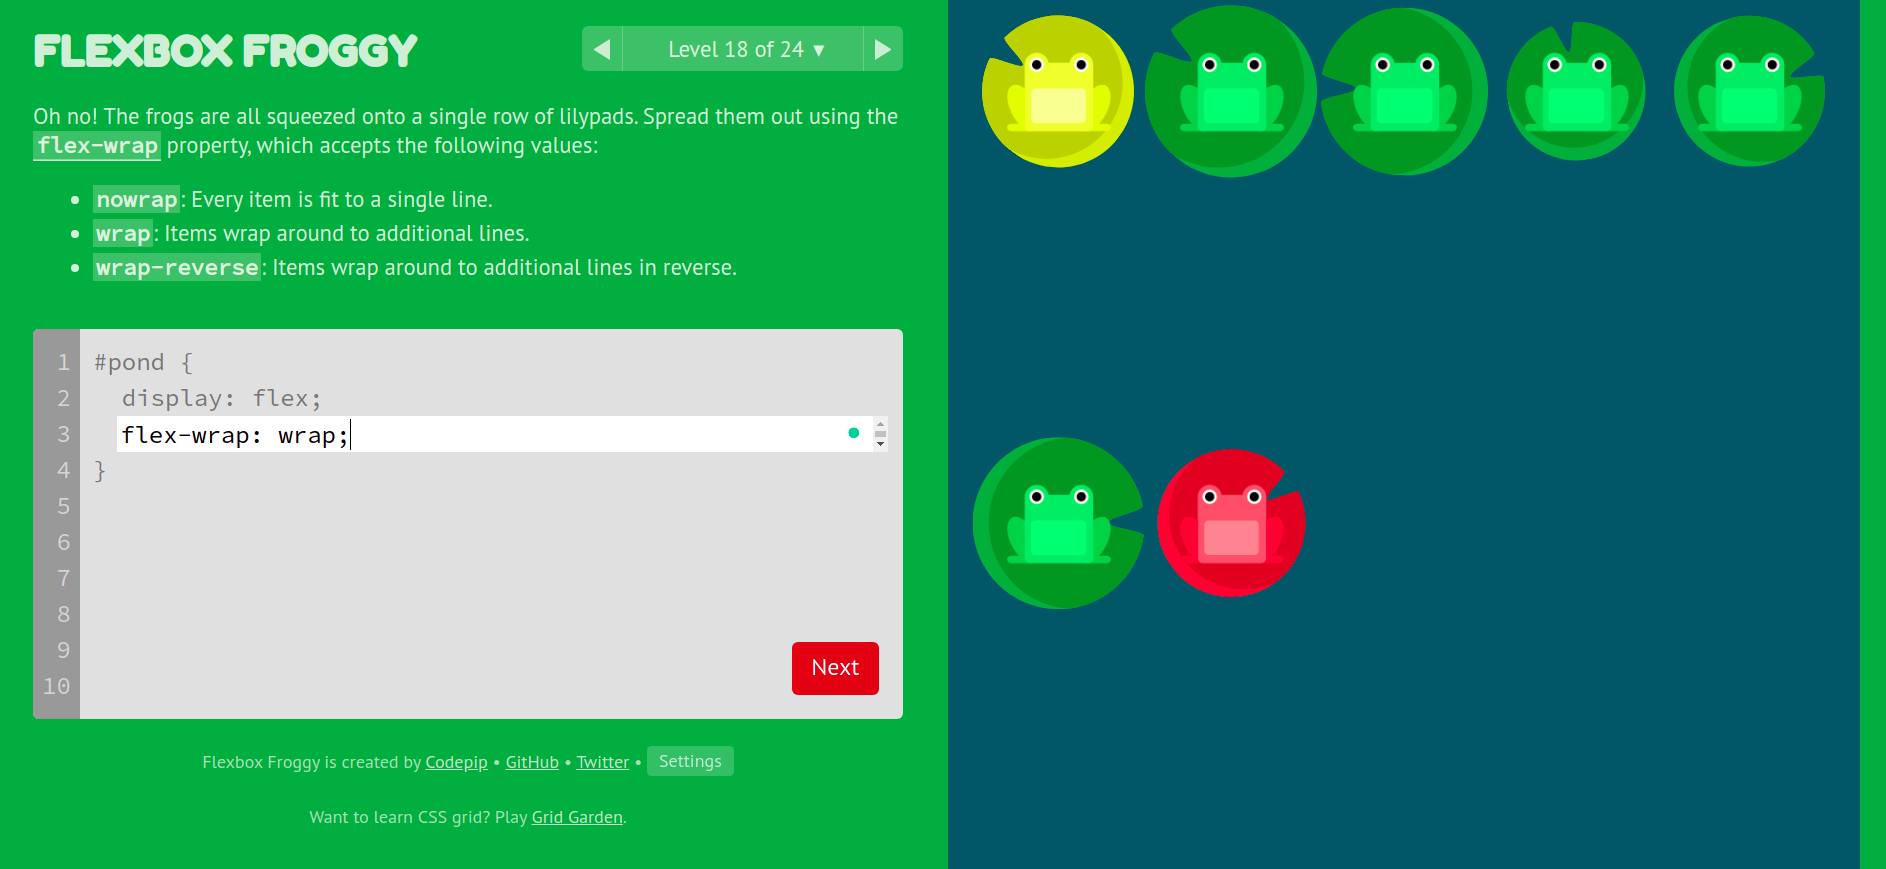 FLEXBOX FROGGY
Level 18 of 24 ▼
Oh no! The frogs are all squeezed onto a single row of lilypads. Spread them out using the
flex-wrap property, which accepts the following values:
• nowrap: Every item is fit to a single line.
• wrap: Items wrap around to additional lines.
• wrap-reverse: Items wrap around to additional lines in reverse.
1 #pond {
2 display: flex;
3 flex-wrap: wrap;
4 }
5
6
7
8
9
10
Next
Flexbox Froggy is created by Codepip • GitHub • Twitter • Settings
Want to learn CSS grid? Play Grid Garden.